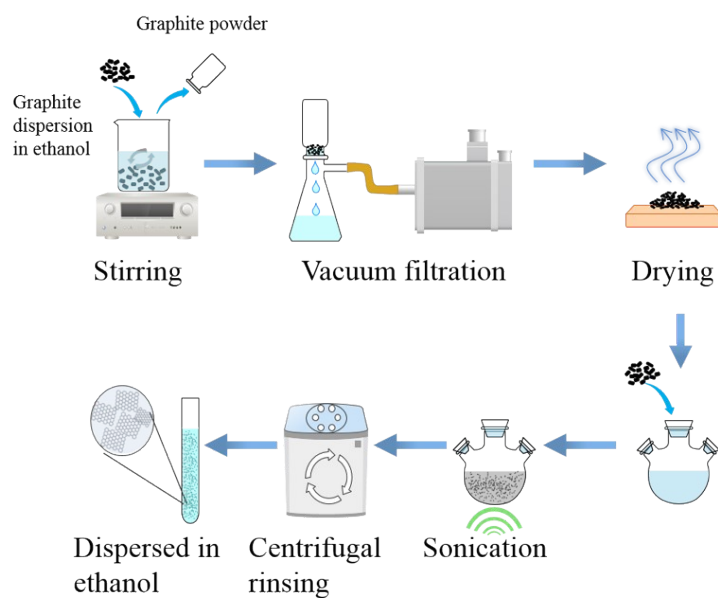 Graphite powder
Graphite
dispersion
in ethanol
Stirring
Vacuum filtration
Drying
Dispersed in
ethanol
Centrifugal
rinsing
Sonication